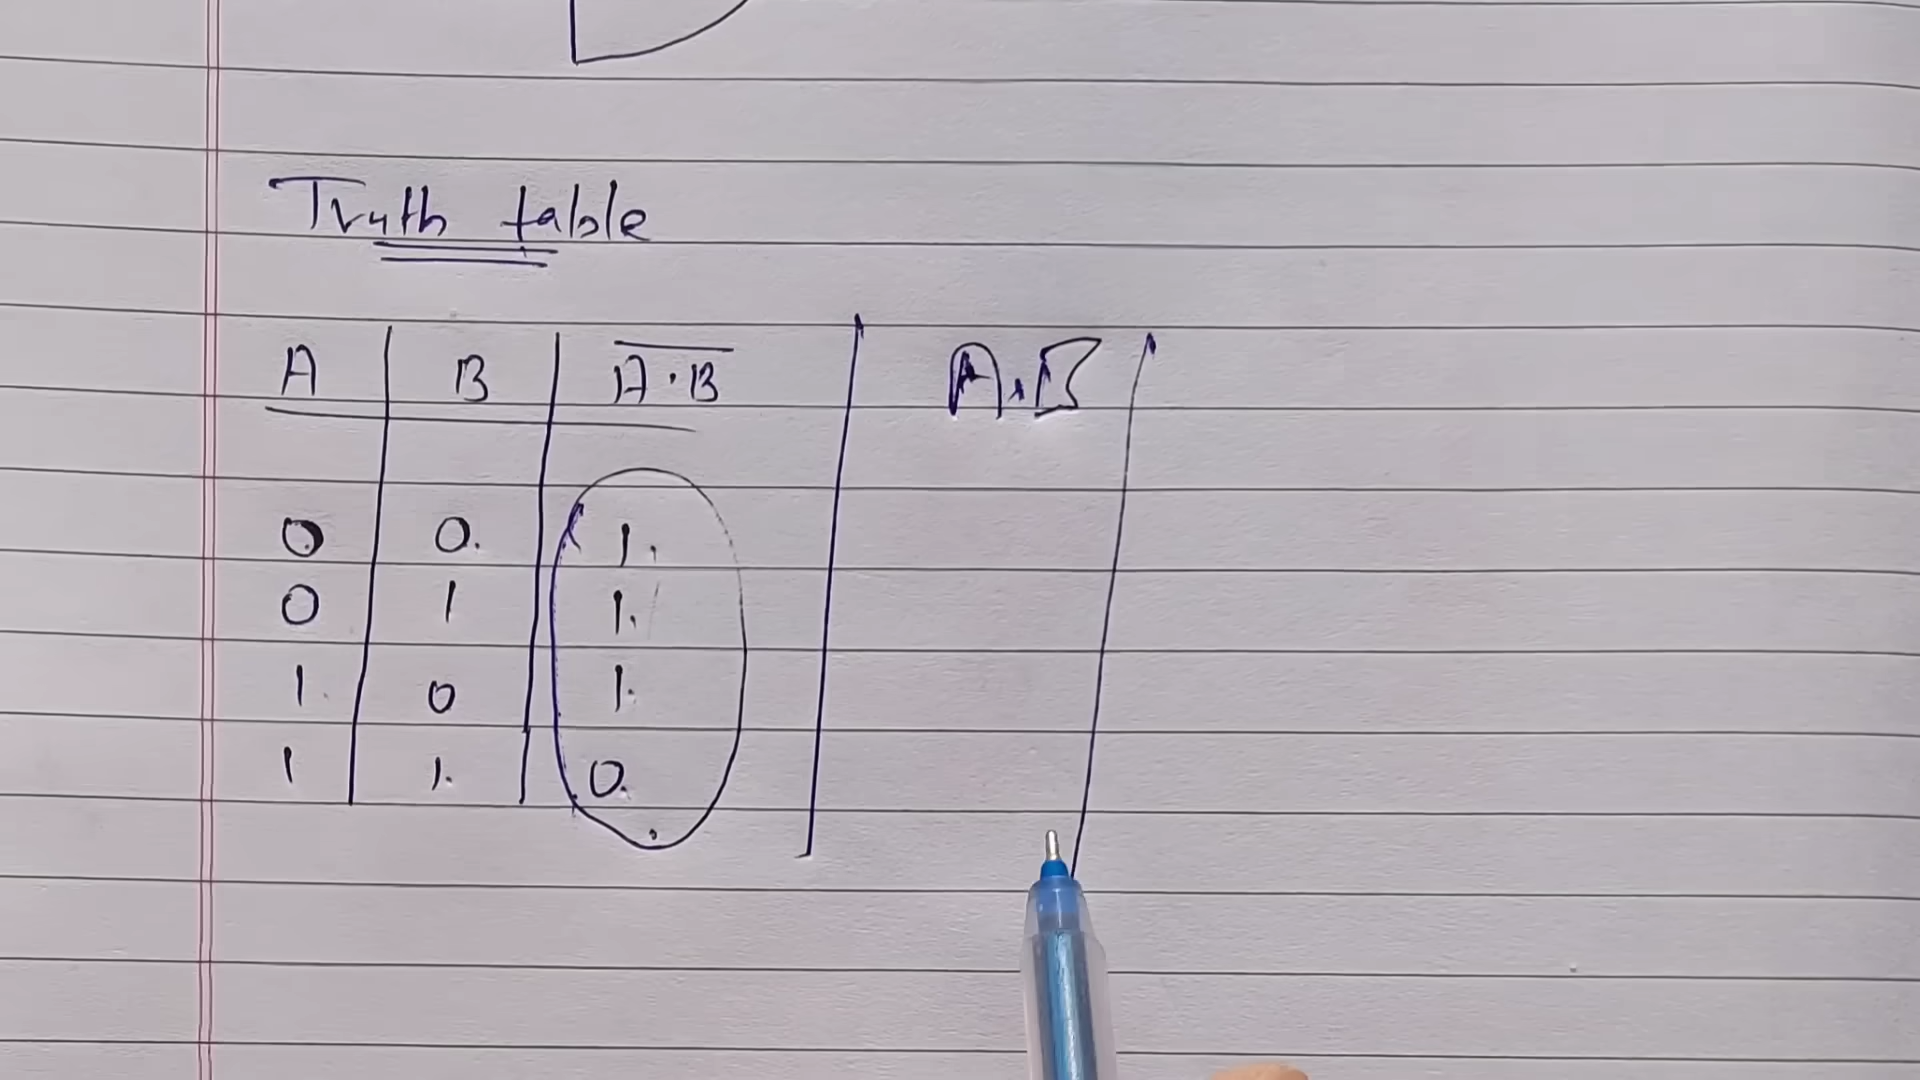 Truth table
A B A·B A·B
0 0. 1.
0 1 1.
1. 0 1.
1 1. 0.